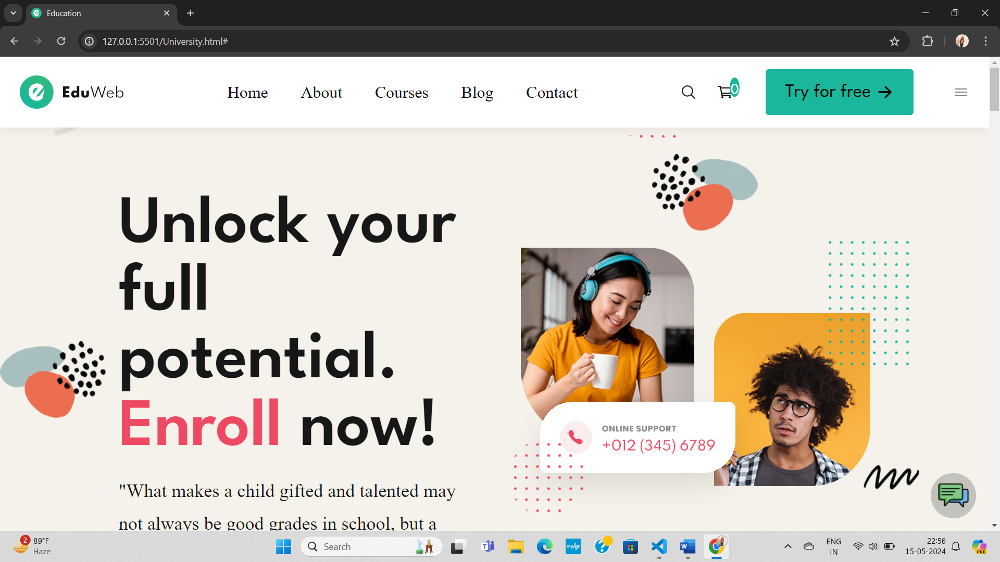 Education
127.0.0.1:5501/University.html#
EduWeb
Home About Courses Blog Contact
0
Try for free
Unlock your
full
potential.
Enroll now!
ONLINE SUPPORT
+012 (345) 6789
"What makes a child gifted and talented may
not always be good grades in school, but a
2
89°F
Haze
Search
T
myhp
?
W
ENG
IN
22:56
15-05-2024
PRE